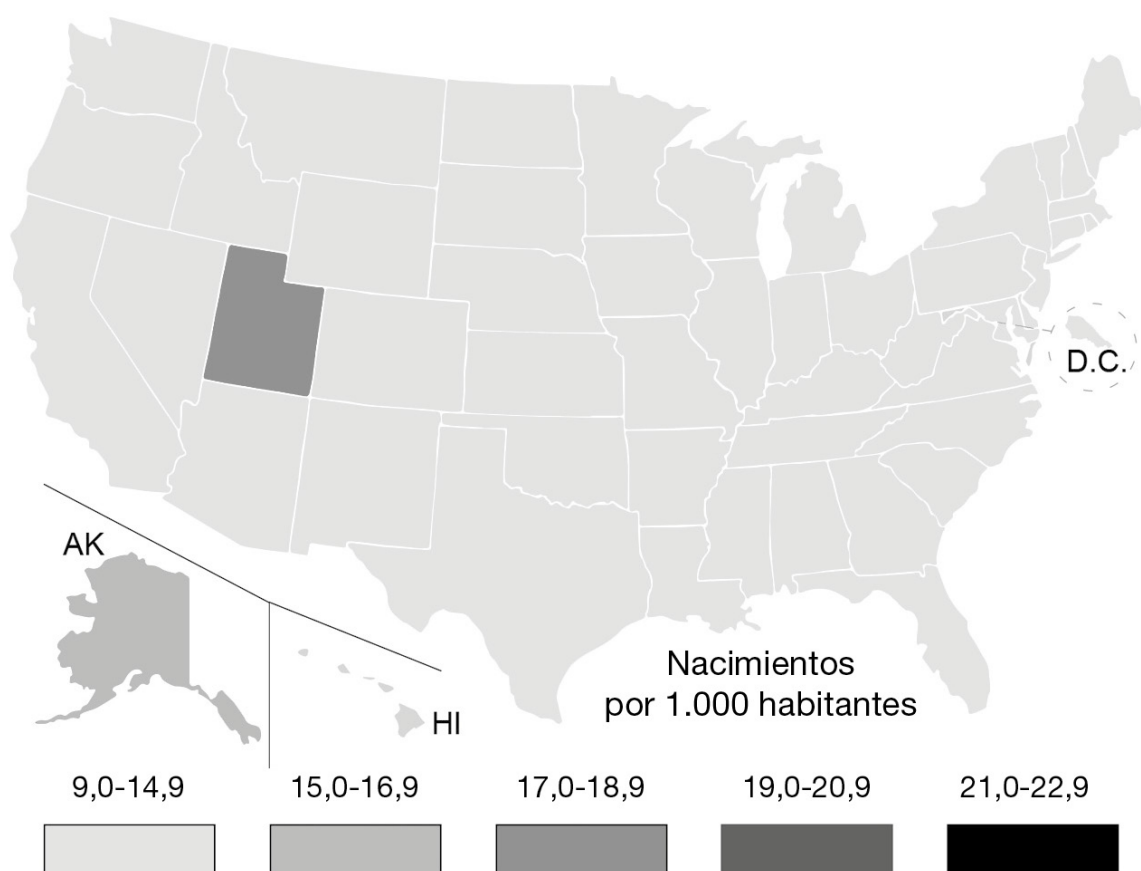 D.C.
AK
HI
Nacimientos
por 1.000 habitantes
9,0-14,9
15,0-16,9
17,0-18,9
19,0-20,9
21,0-22,9